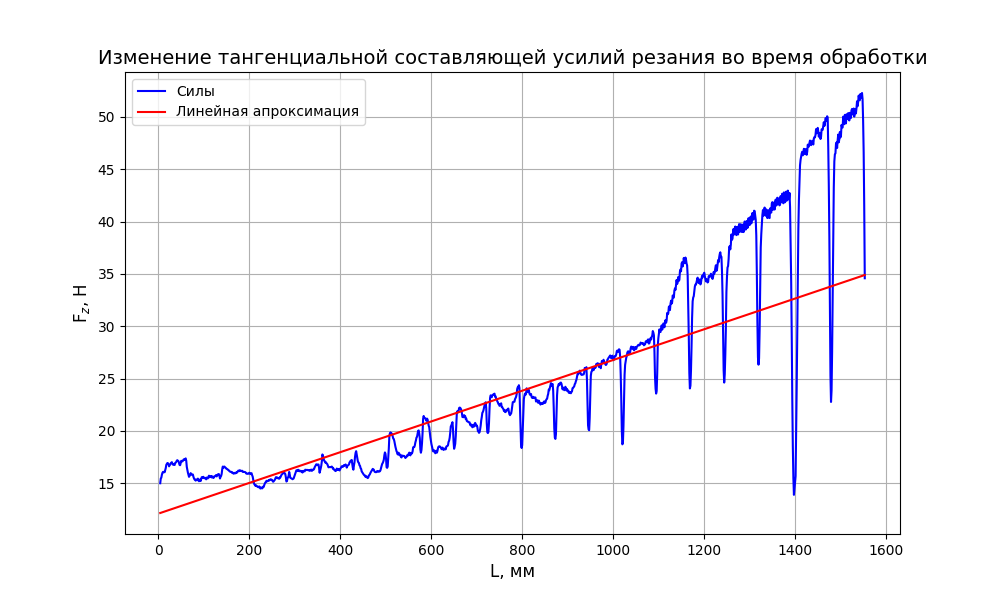 Изменение тангенциальной составляющей усилий резания во время обработки
Силы
Линейная апроксимация
50
45
40
35
30
25
20
15
F_z, Н
0 200 400 600 800 1000 1200 1400 1600
L, мм